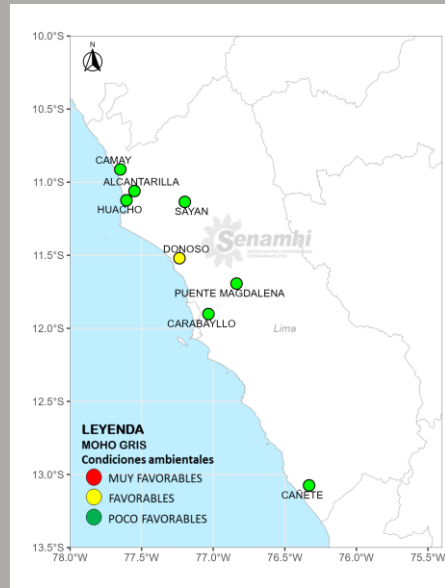 10.0°S
N
10.5°S
CAMAY
11.0°S
ALCANTARILLA
HUACHO
SAYAN
Senamhi
DONOSO
11.5°S
PUENTE MAGDALENA
12.0°S
CARABAYLLO
Lima
12.5°S
LEYENDA
MOHO GRIS
Condiciones ambientales
MUY FAVORABLES
FAVORABLES
POCO FAVORABLES
13.0°S
CAÑETE
13.5°S
78.0°W 77.5°W 77.0°W 76.5°W 76.0°W 75.5°W